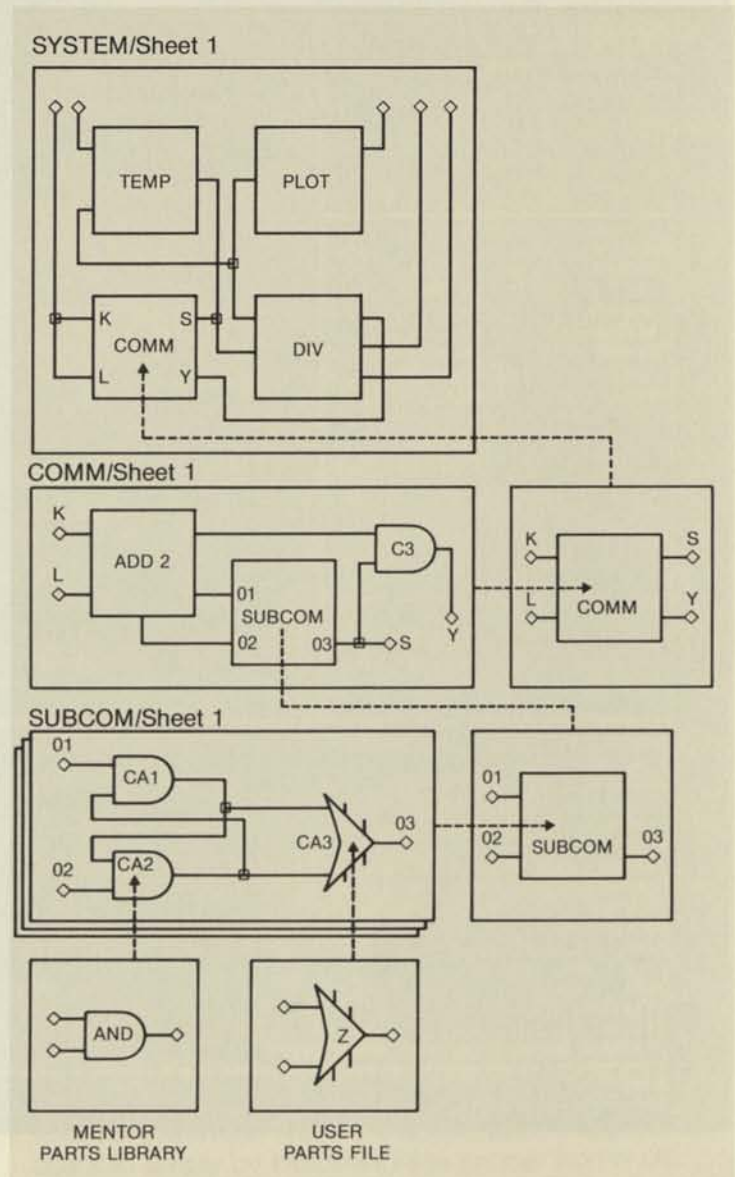 SYSTEM/Sheet 1
TEMP
PLOT
K
S
COMM
DIV
L
Y
COMM/Sheet 1
K
ADD 2
C3
L
01
SUBCOM
02
03
S
Y
K
S
L
COMM
Y
SUBCOM/Sheet 1
01
CA1
CA3
03
02
CA2
01
02
SUBCOM
03
AND
Z
MENTOR
PARTS LIBRARY
USER
PARTS FILE